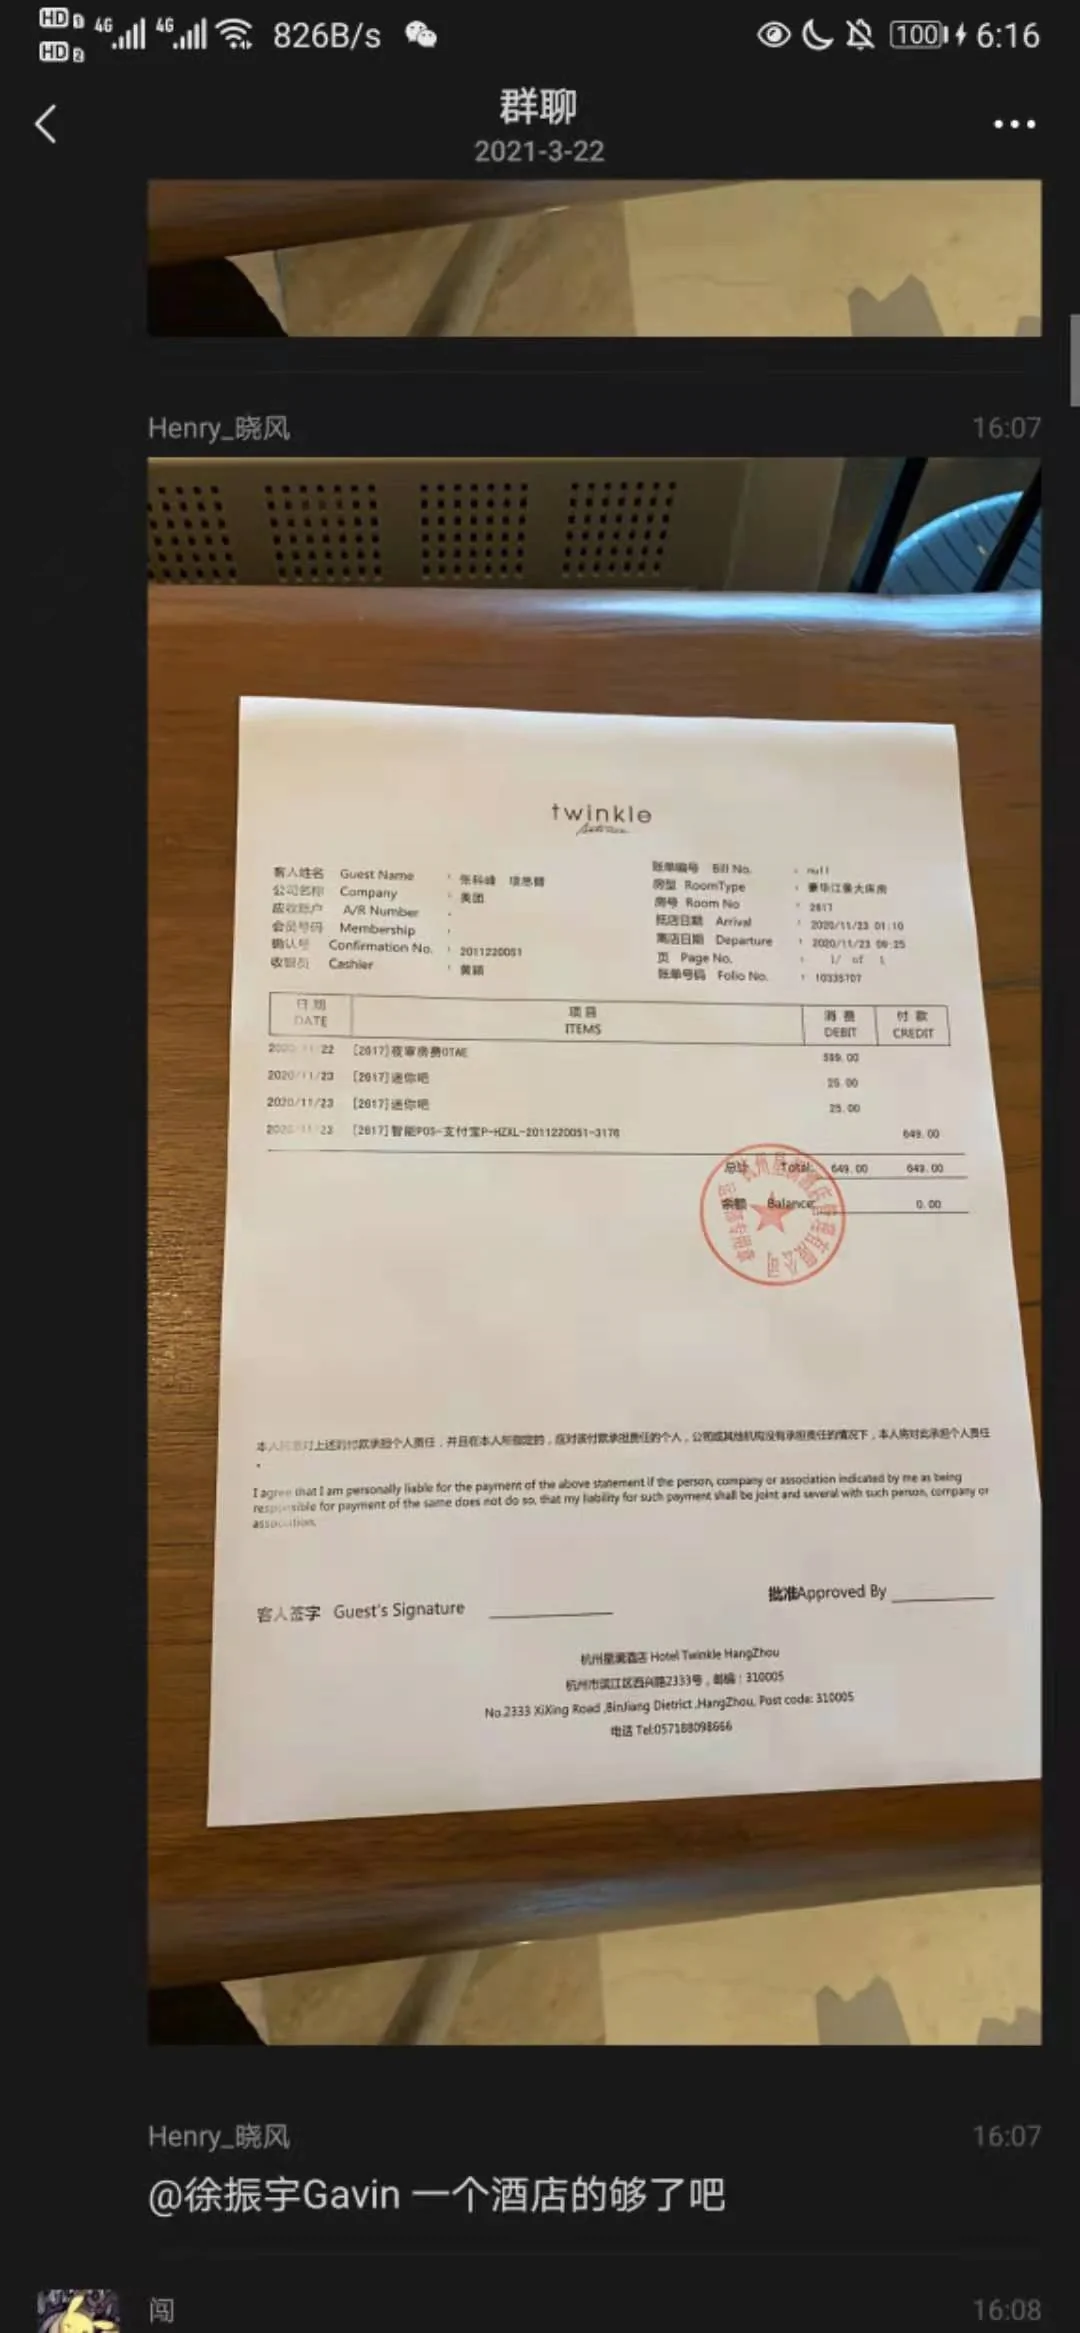 HD 1 4G 4G 826B/s 100 6:16
HD 2
群聊
2021-3-22
Henry_晓风 16:07
twinkle
客人姓名 Guest Name : 张科峰
公司名称 Company : 美团
应收账户 A/R Number :
会员号码 Membership :
确认号 Confirmation No. : 2011220051
收银员 Cashier : 黄颖
账单编号 Bill No. : null
房型 RoomType : 豪华江景大床房
房号 Room No : 2617
抵店日期 Arrival : 2020/11/23 01:10
离店日期 Departure : 2020/11/23 09:25
页 Page No. : 1/ of 1
账单号码 Folio No. : 10335707
日期 项目 消费 付款
DATE ITEMS DEBIT CREDIT
2020/11/22 [2617]夜审房费OTAE 599.00
2020/11/23 [2617]迷你吧 25.00
2020/11/23 [2617]迷你吧 25.00
2020/11/23 [2617]智能POS-支付宝P-HZXL-2011220051-3176 649.00
总计 Total: 649.00 649.00
余额 Balance: 0.00
本人同意对上述的付款承担个人责任，并且在本人所指定的，应对该付款承担责任的个人，公司或其他机构没有承担责任的情况下，本人将对此承担个人责任
。
I agree that I am personally liable for the payment of the above statement if the person, company or association indicated by me as being
responsible for payment of the same does not do so, that my liability for such payment shall be joint and several with such person, company or
association.
客人签字 Guest's Signature
批准Approved By
杭州星澜酒店 Hotel Twinkle HangZhou
杭州市滨江区西兴路2333号，邮编：310005
No.2333 XiXing Road ,BinJiang Dietrict ,HangZhou, Post code: 310005
电话 Tel:057188098666
Henry_晓风 16:07
@徐振宇Gavin 一个酒店的够了吧
闯 16:08